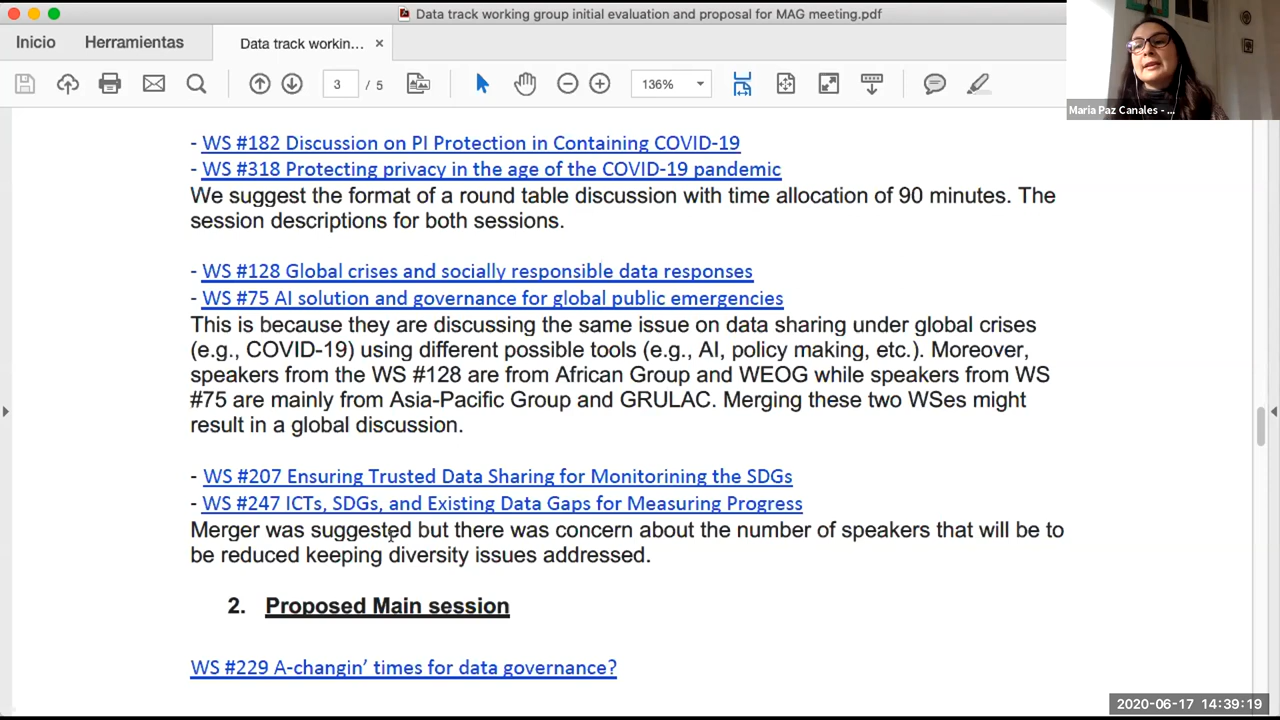 Data track working group initial evaluation and proposal for MAG meeting.pdf
Inicio
Herramientas
Data track workin...
3 / 5
136%
Maria Paz Canales - ...
- WS #182 Discussion on PI Protection in Containing COVID-19
- WS #318 Protecting privacy in the age of the COVID-19 pandemic
We suggest the format of a round table discussion with time allocation of 90 minutes. The
session descriptions for both sessions.
- WS #128 Global crises and socially responsible data responses
- WS #75 AI solution and governance for global public emergencies
This is because they are discussing the same issue on data sharing under global crises
(e.g., COVID-19) using different possible tools (e.g., AI, policy making, etc.). Moreover,
speakers from the WS #128 are from African Group and WEOG while speakers from WS
#75 are mainly from Asia-Pacific Group and GRULAC. Merging these two WSes might
result in a global discussion.
- WS #207 Ensuring Trusted Data Sharing for Monitorining the SDGs
- WS #247 ICTs, SDGs, and Existing Data Gaps for Measuring Progress
Merger was suggested but there was concern about the number of speakers that will be to
be reduced keeping diversity issues addressed.
2. Proposed Main session
WS #229 A-changin’ times for data governance?
2020-06-17 14:39:19